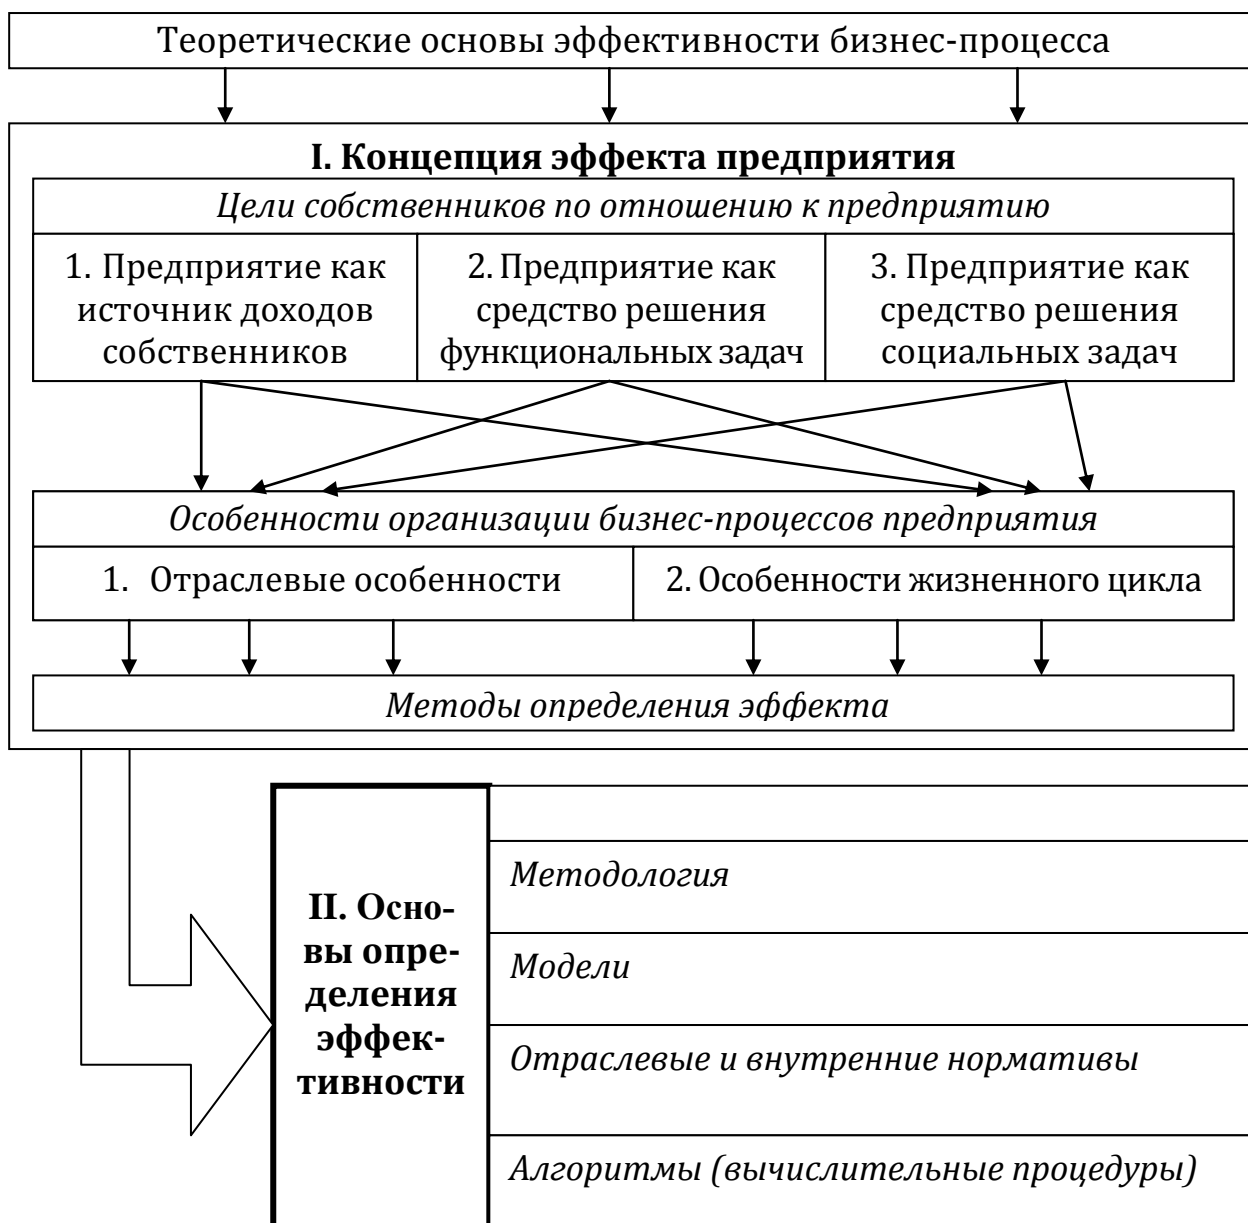 Теоретические основы эффективности бизнес-процесса
I. Концепция эффекта предприятия
Цели собственников по отношению к предприятию
1. Предприятие как
источник доходов
собственников
2. Предприятие как
средство решения
функциональных задач
3. Предприятие как
средство решения
социальных задач
Особенности организации бизнес-процессов предприятия
1. Отраслевые особенности
2. Особенности жизненного цикла
Методы определения эффекта
II. Осно-
вы опре-
деления
эффек-
тивности
Методология
Модели
Отраслевые и внутренние нормативы
Алгоритмы (вычислительные процедуры)